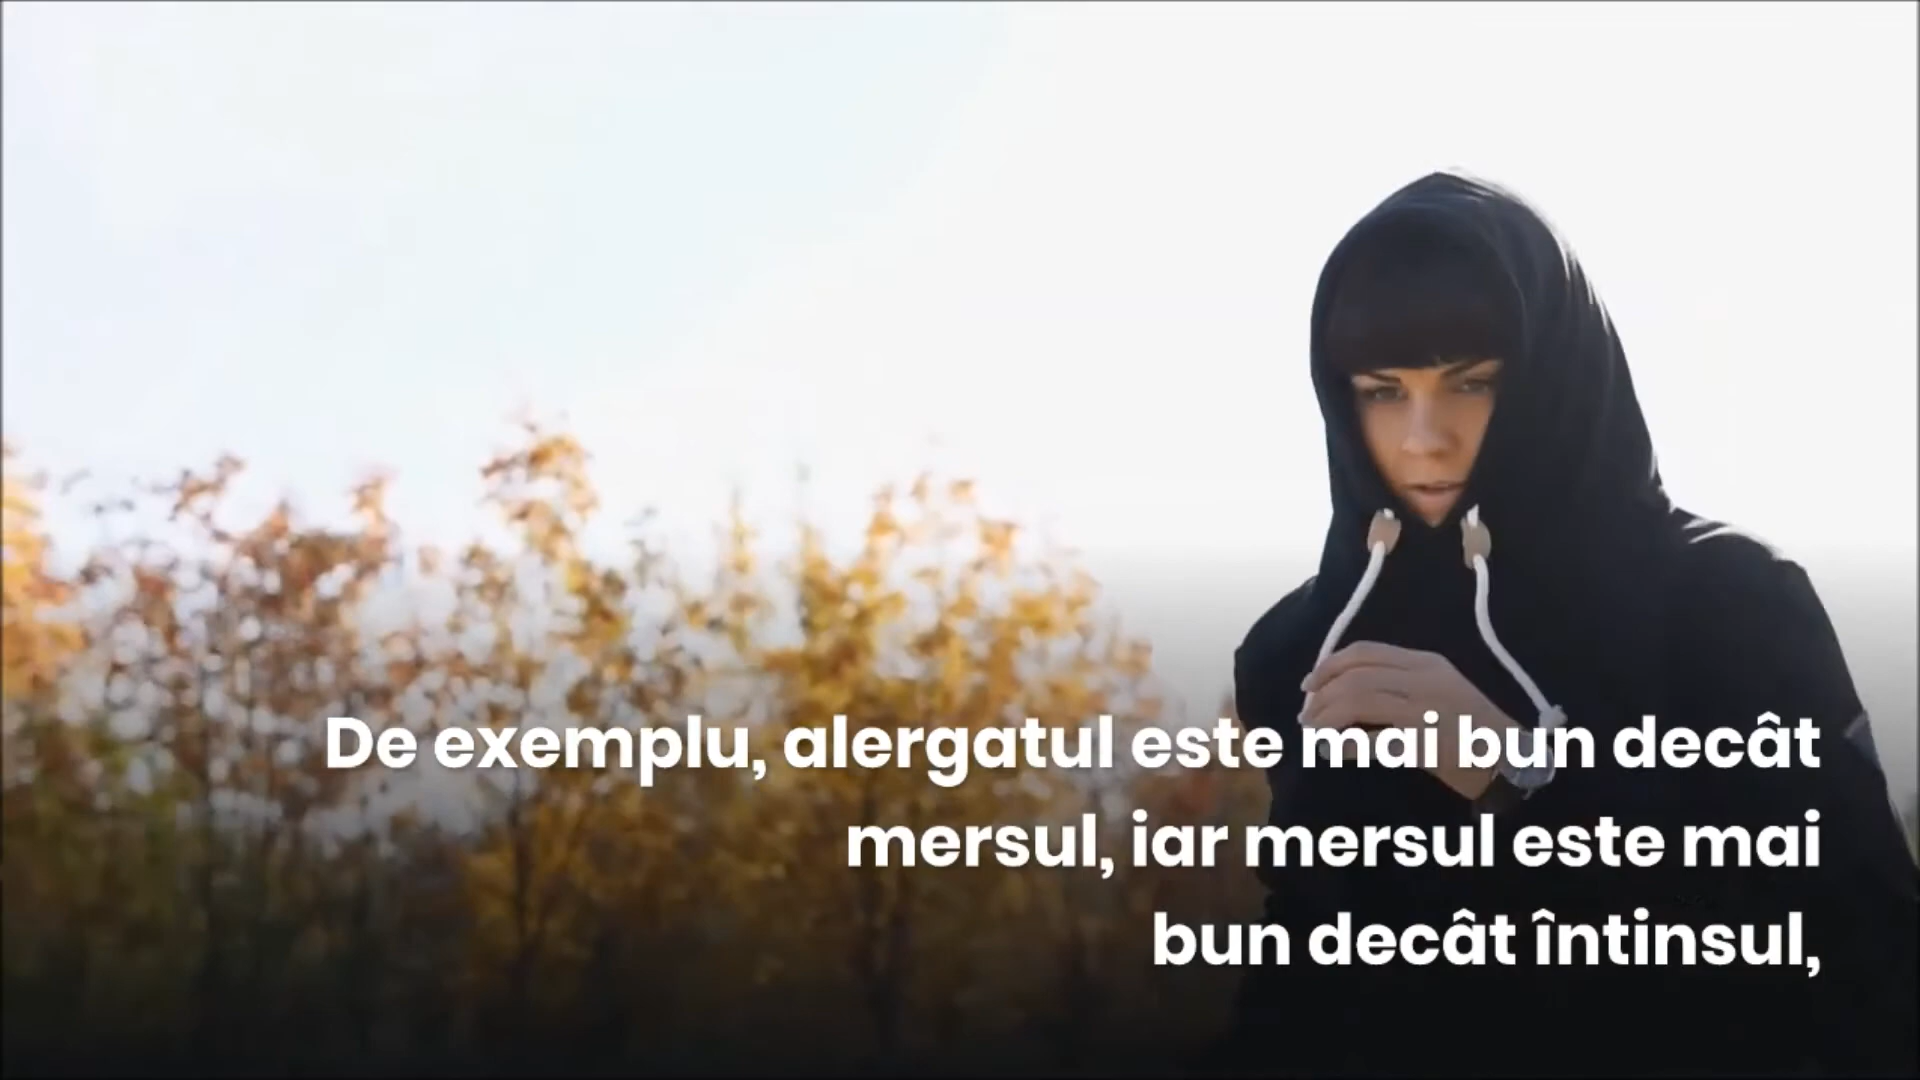 De exemplu, alergatul este mai bun decât
mersul, iar mersul este mai
bun decât întinsul,